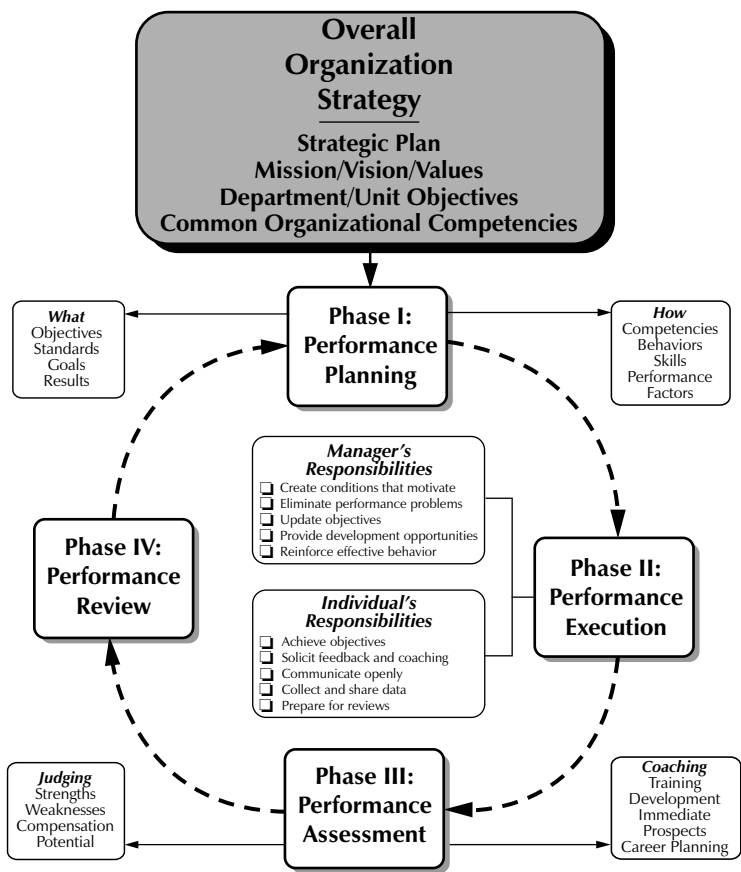 Overall
Organization
Strategy
Strategic Plan
Mission/Vision/Values
Department/Unit Objectives
Common Organizational Competencies
What
Objectives
Standards
Goals
Results
Phase I:
Performance
Planning
How
Competencies
Behaviors
Skills
Performance
Factors
Manager's
Responsibilities
❏ Create conditions that motivate
❏ Eliminate performance problems
❏ Update objectives
❏ Provide development opportunities
❏ Reinforce effective behavior
Phase IV:
Performance
Review
Phase II:
Performance
Execution
Individual's
Responsibilities
❏ Achieve objectives
❏ Solicit feedback and coaching
❏ Communicate openly
❏ Collect and share data
❏ Prepare for reviews
Judging
Strengths
Weaknesses
Compensation
Potential
Phase III:
Performance
Assessment
Coaching
Training
Development
Immediate
Prospects
Career Planning